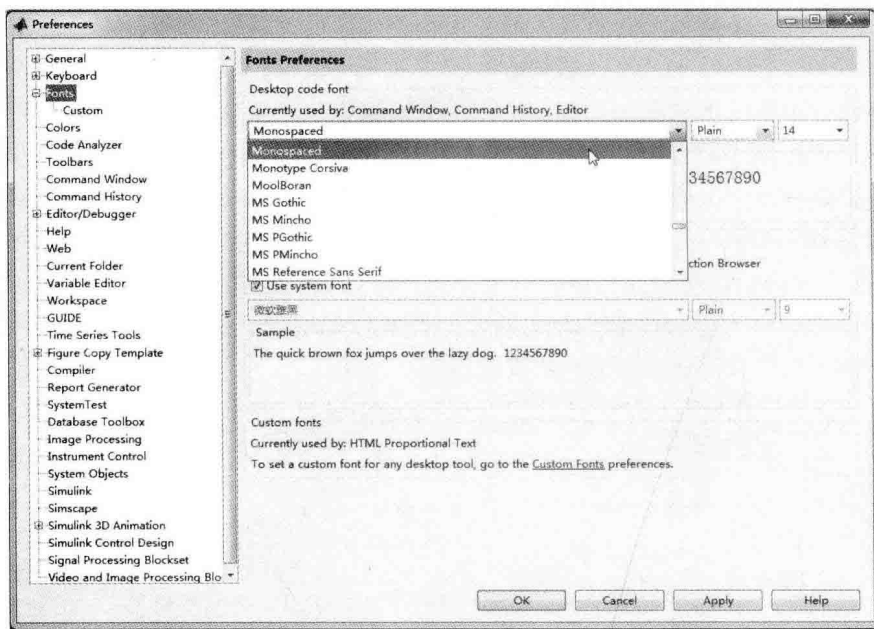 Preferences
General
Keyboard
Fonts
Custom
Colors
Code Analyzer
Toolbars
Command Window
Command History
Editor/Debugger
Help
Web
Current Folder
Variable Editor
Workspace
GUIDE
Time Series Tools
Figure Copy Template
Compiler
Report Generator
SystemTest
Database Toolbox
Image Processing
Instrument Control
System Objects
Simulink
Simscape
Simulink 3D Animation
Simulink Control Design
Signal Processing Blockset
Video and Image Processing Blo
Fonts Preferences
Desktop code font
Currently used by: Command Window, Command History, Editor
Monospaced Plain 14
Monospaced
Monotype Corsiva
MoolBoran
MS Gothic
MS Mincho
MS PGothic
MS PMincho
MS Reference Sans Serif
34567890
ction Browser
Use system font
微软雅黑 Plain 9
Sample
The quick brown fox jumps over the lazy dog. 1234567890
Custom fonts
Currently used by: HTML Proportional Text
To set a custom font for any desktop tool, go to the Custom Fonts preferences.
OK Cancel Apply Help